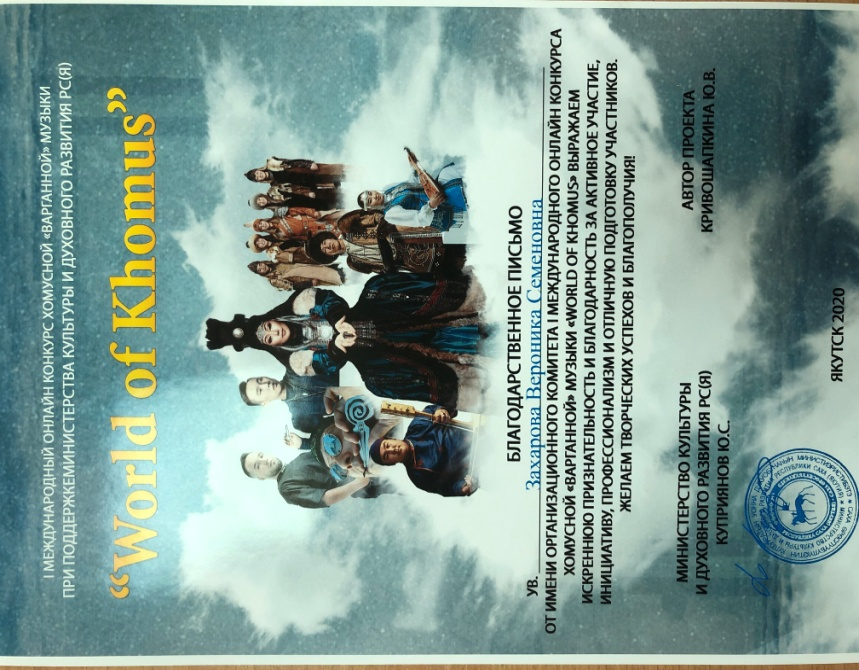 I МЕЖДУНАРОДНЫЙ ОНЛАЙН КОНКУРС ХОМУСНОЙ «ВАРГАННОЙ» МУЗЫКИ
ПРИ ПОДДЕРЖКЕМИНИСТЕРСТВА КУЛЬТУРЫ И ДУХОВНОГО РАЗВИТИЯ РС(Я)
“World of Khomus”
БЛАГОДАРСТВЕННОЕ ПИСЬМО
УВ. Захарова Вероника Семеновна
ОТ ИМЕНИ ОРГАНИЗАЦИОННОГО КОМИТЕТА I МЕЖДУНАРОДНОГО ОНЛАЙН КОНКУРСА
ХОМУСНОЙ «ВАРГАННОЙ» МУЗЫКИ «WORLD OF KHOMUS» ВЫРАЖАЕМ
ИСКРЕННЮЮ ПРИЗНАТЕЛЬНОСТЬ И БЛАГОДАРНОСТЬ ЗА АКТИВНОЕ УЧАСТИЕ,
ИНИЦИАТИВУ, ПРОФЕССИОНАЛИЗМ И ОТЛИЧНУЮ ПОДГОТОВКУ УЧАСТНИКОВ.
ЖЕЛАЕМ ТВОРЧЕСКИХ УСПЕХОВ И БЛАГОПОЛУЧИЯ!
МИНИСТЕРСТВО КУЛЬТУРЫ
И ДУХОВНОГО РАЗВИТИЯ РС(Я)
КУПРИЯНОВ Ю.С.
АВТОР ПРОЕКТА
КРИВОШАПКИНА Ю.В.
ЯКУТСК 2020